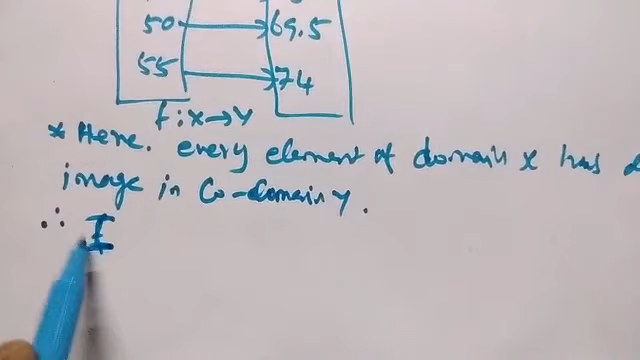 50 69.5
55 74
f : X → Y
* Here. every element of domain x has
image in Co-domain y.
∴ I